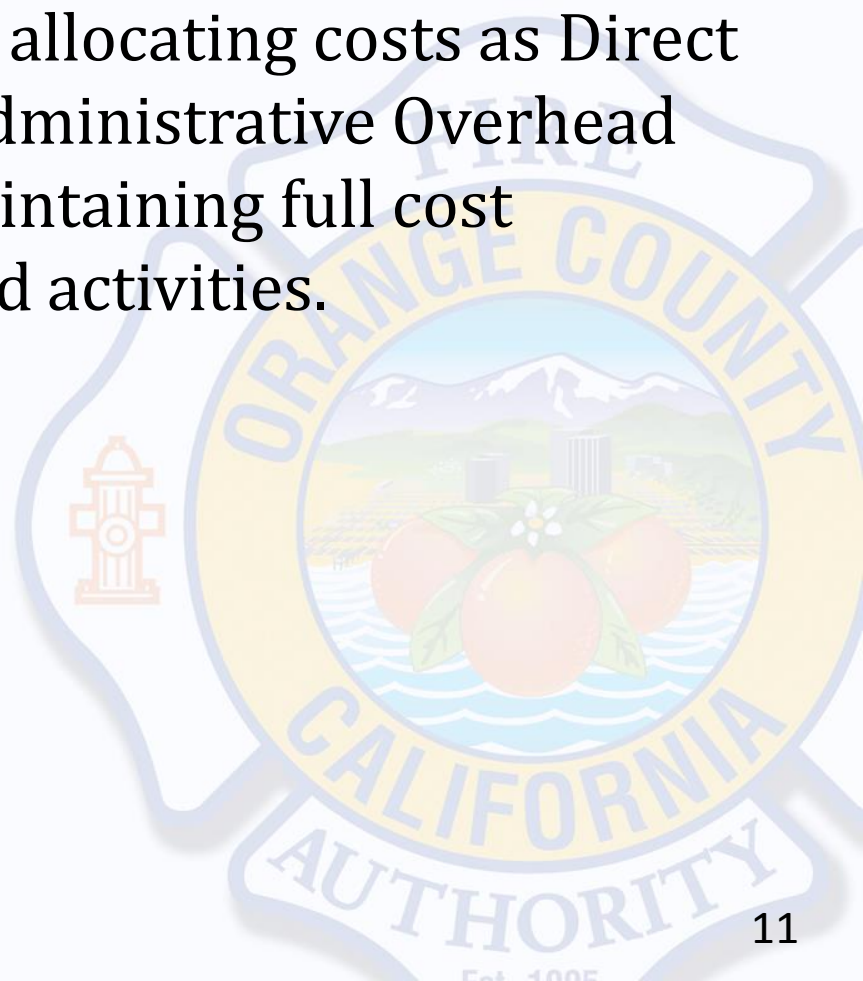 allocating costs as Direct
dministrative Overhead
intaining full cost
d activities.
FIRE
ORANGE COUNTY
CALIFORNIA
AUTHORITY
11